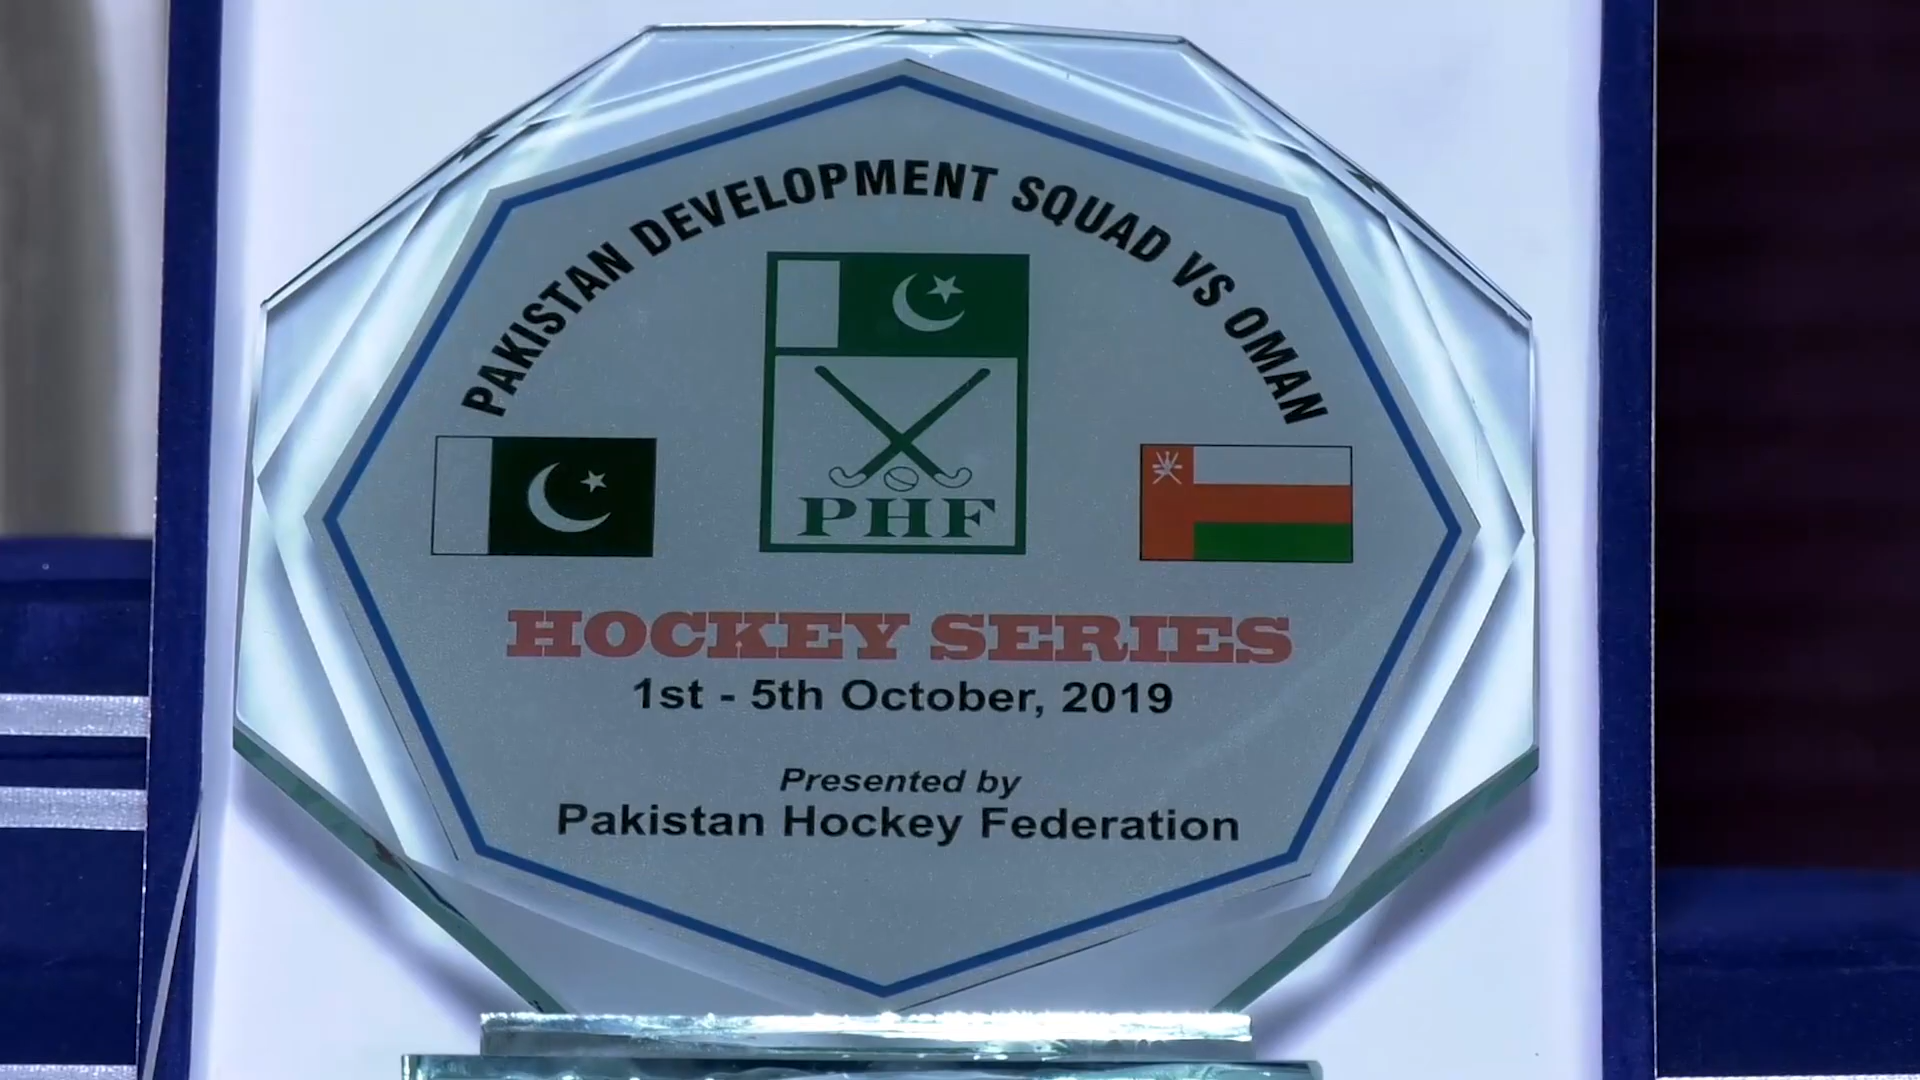 PAKISTAN DEVELOPMENT SQUAD VS OMAN
PHF
HOCKEY SERIES
1st - 5th October, 2019
Presented by
Pakistan Hockey Federation